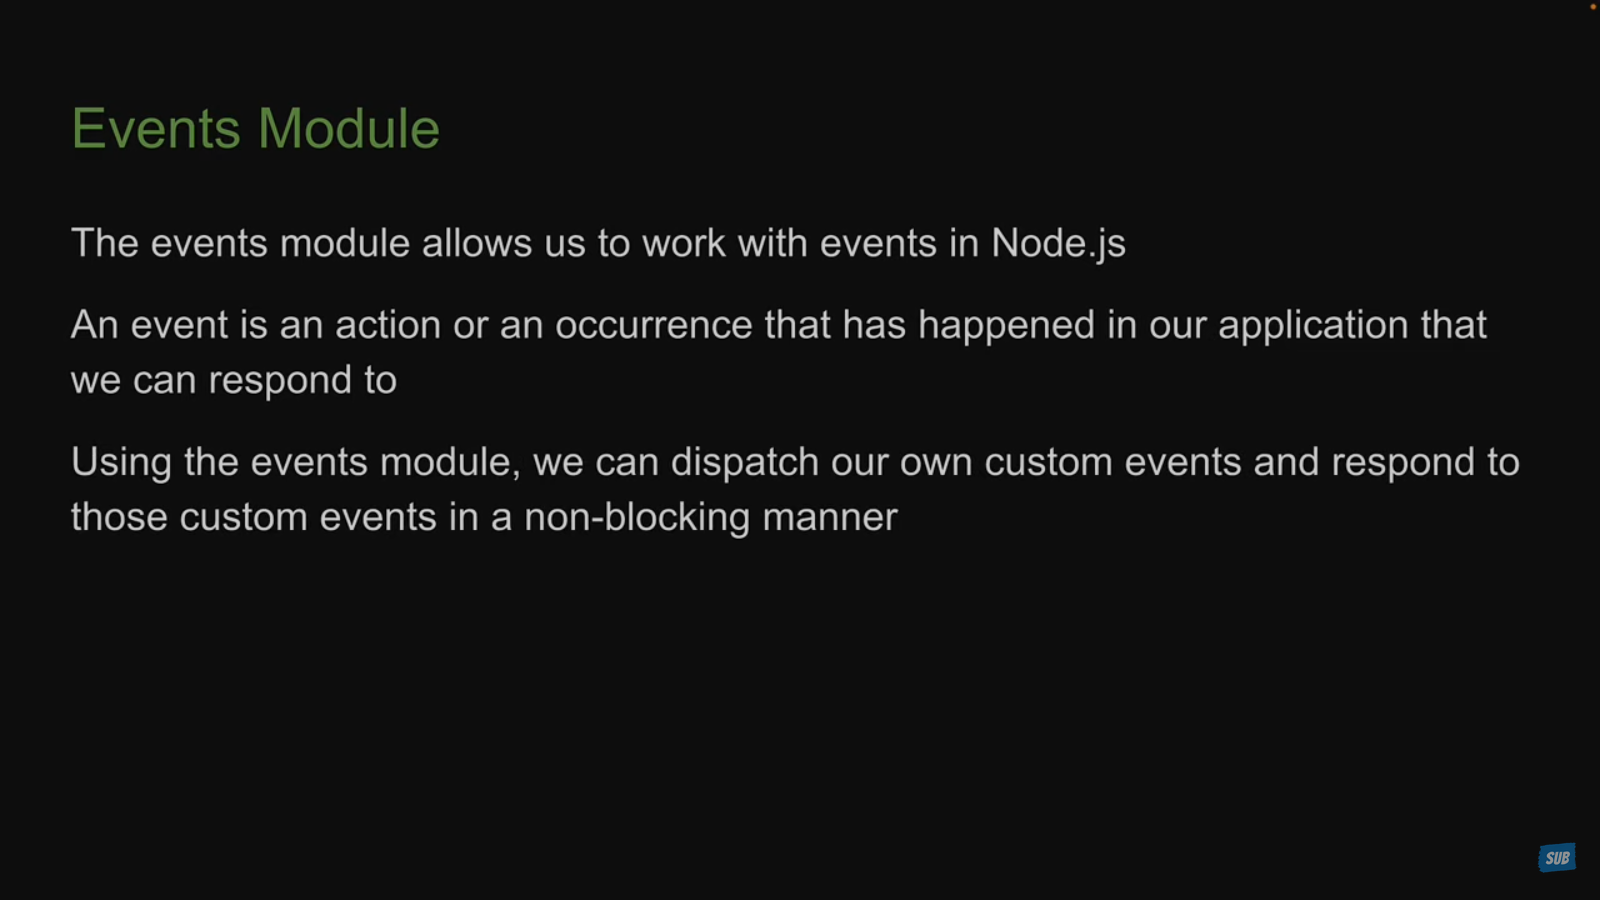 Events Module
The events module allows us to work with events in Node.js
An event is an action or an occurrence that has happened in our application that
we can respond to
Using the events module, we can dispatch our own custom events and respond to
those custom events in a non-blocking manner
SUB